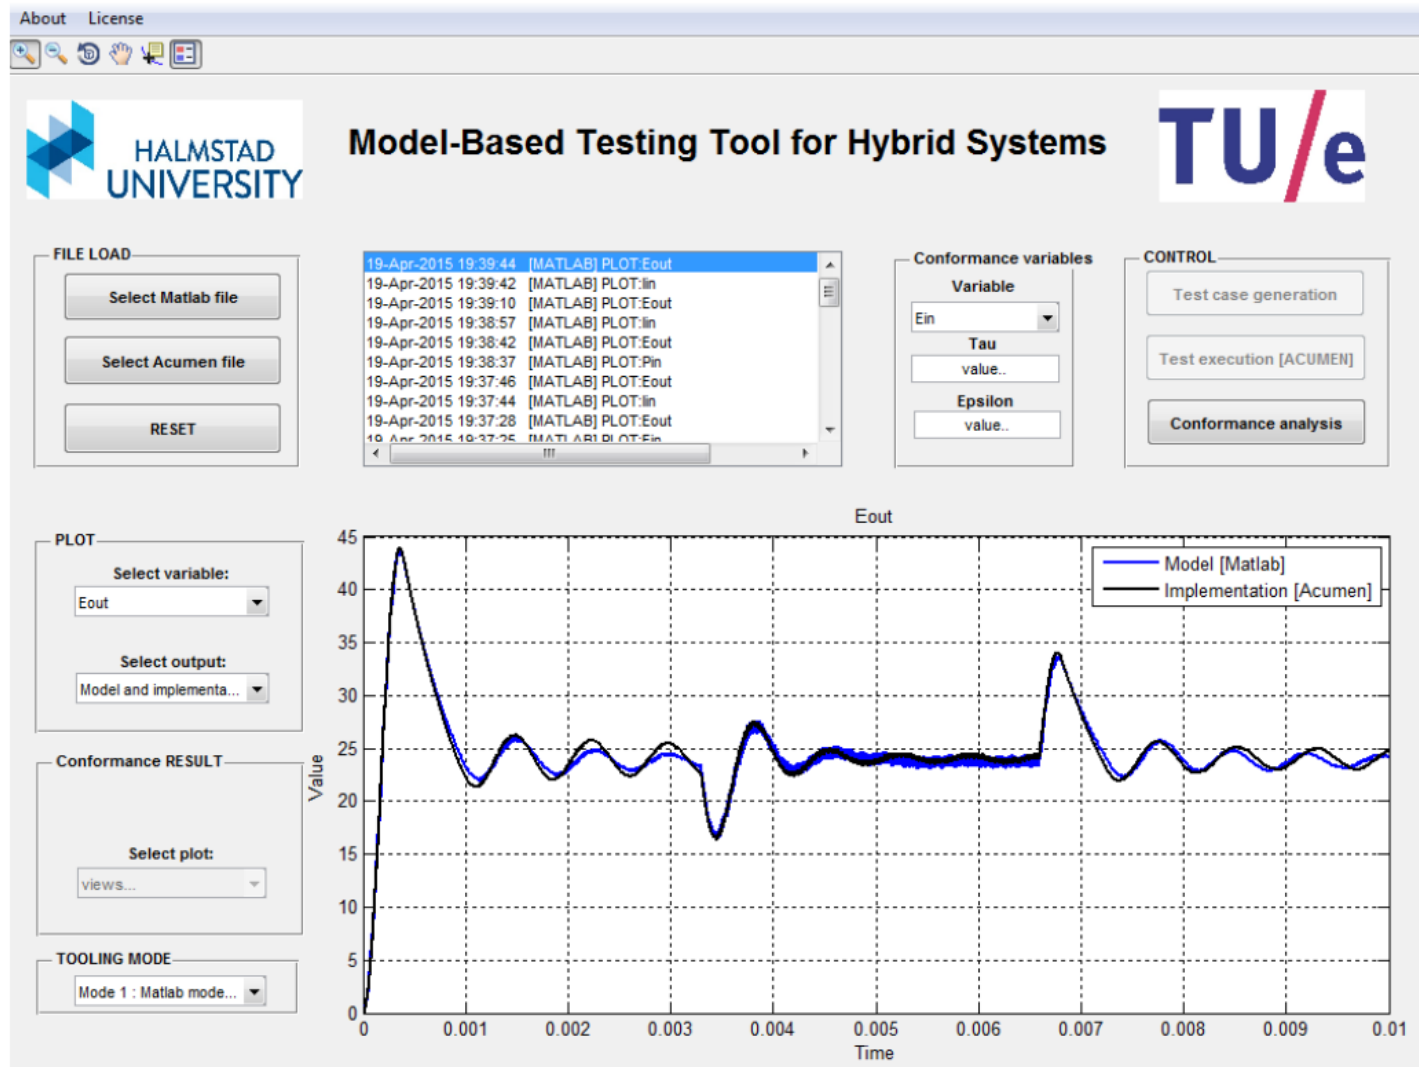 About License
HALMSTAD
UNIVERSITY
Model-Based Testing Tool for Hybrid Systems
TU/e
FILE LOAD
Select Matlab file
Select Acumen file
RESET
19-Apr-2015 19:39:44 [MATLAB] PLOT:Eout
19-Apr-2015 19:39:42 [MATLAB] PLOT:Iin
19-Apr-2015 19:39:10 [MATLAB] PLOT:Eout
19-Apr-2015 19:38:57 [MATLAB] PLOT:Iin
19-Apr-2015 19:38:42 [MATLAB] PLOT:Eout
19-Apr-2015 19:38:37 [MATLAB] PLOT:Pin
19-Apr-2015 19:37:46 [MATLAB] PLOT:Eout
19-Apr-2015 19:37:44 [MATLAB] PLOT:Iin
19-Apr-2015 19:37:28 [MATLAB] PLOT:Eout
19-Apr-2015 19:37:25 [MATLAB] PLOT:Ein
Conformance variables
Variable
Ein
Tau
value..
Epsilon
value..
CONTROL
Test case generation
Test execution [ACUMEN]
Conformance analysis
PLOT
Select variable:
Eout
Select output:
Model and implementa...
Conformance RESULT
Select plot:
views...
TOOLING MODE
Mode 1 : Matlab mode...
Eout
Model [Matlab]
Implementation [Acumen]
Value
45
40
35
30
25
20
15
10
5
0
0 0.001 0.002 0.003 0.004 0.005 0.006 0.007 0.008 0.009 0.01
Time